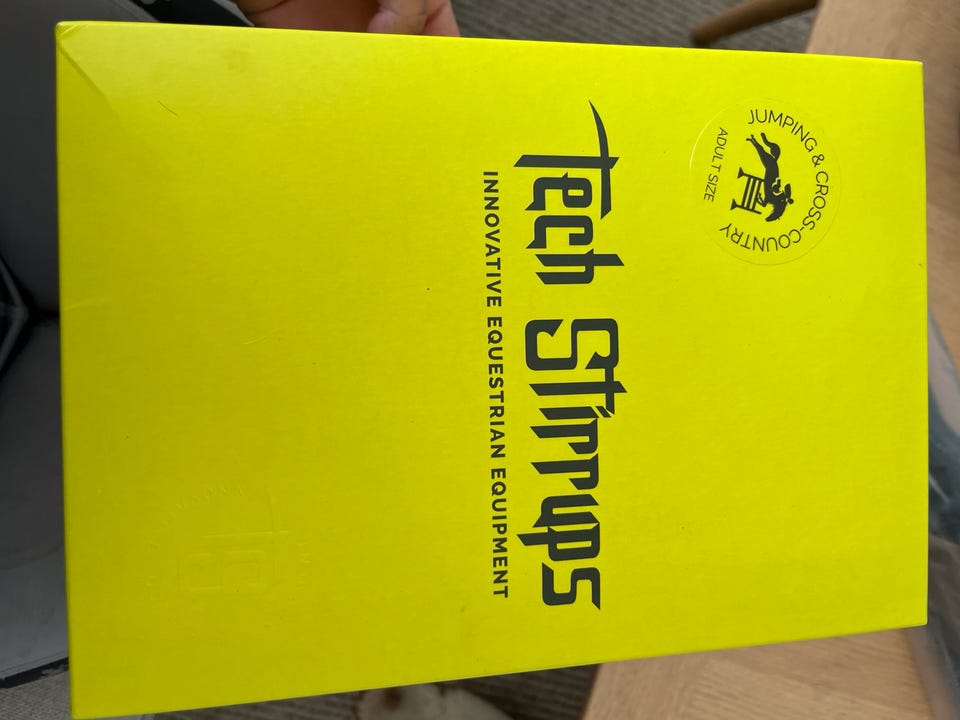 JUMPING & CROSS-COUNTRY
ADULT SIZE
Tech Stirrups
INNOVATIVE EQUESTRIAN EQUIPMENT